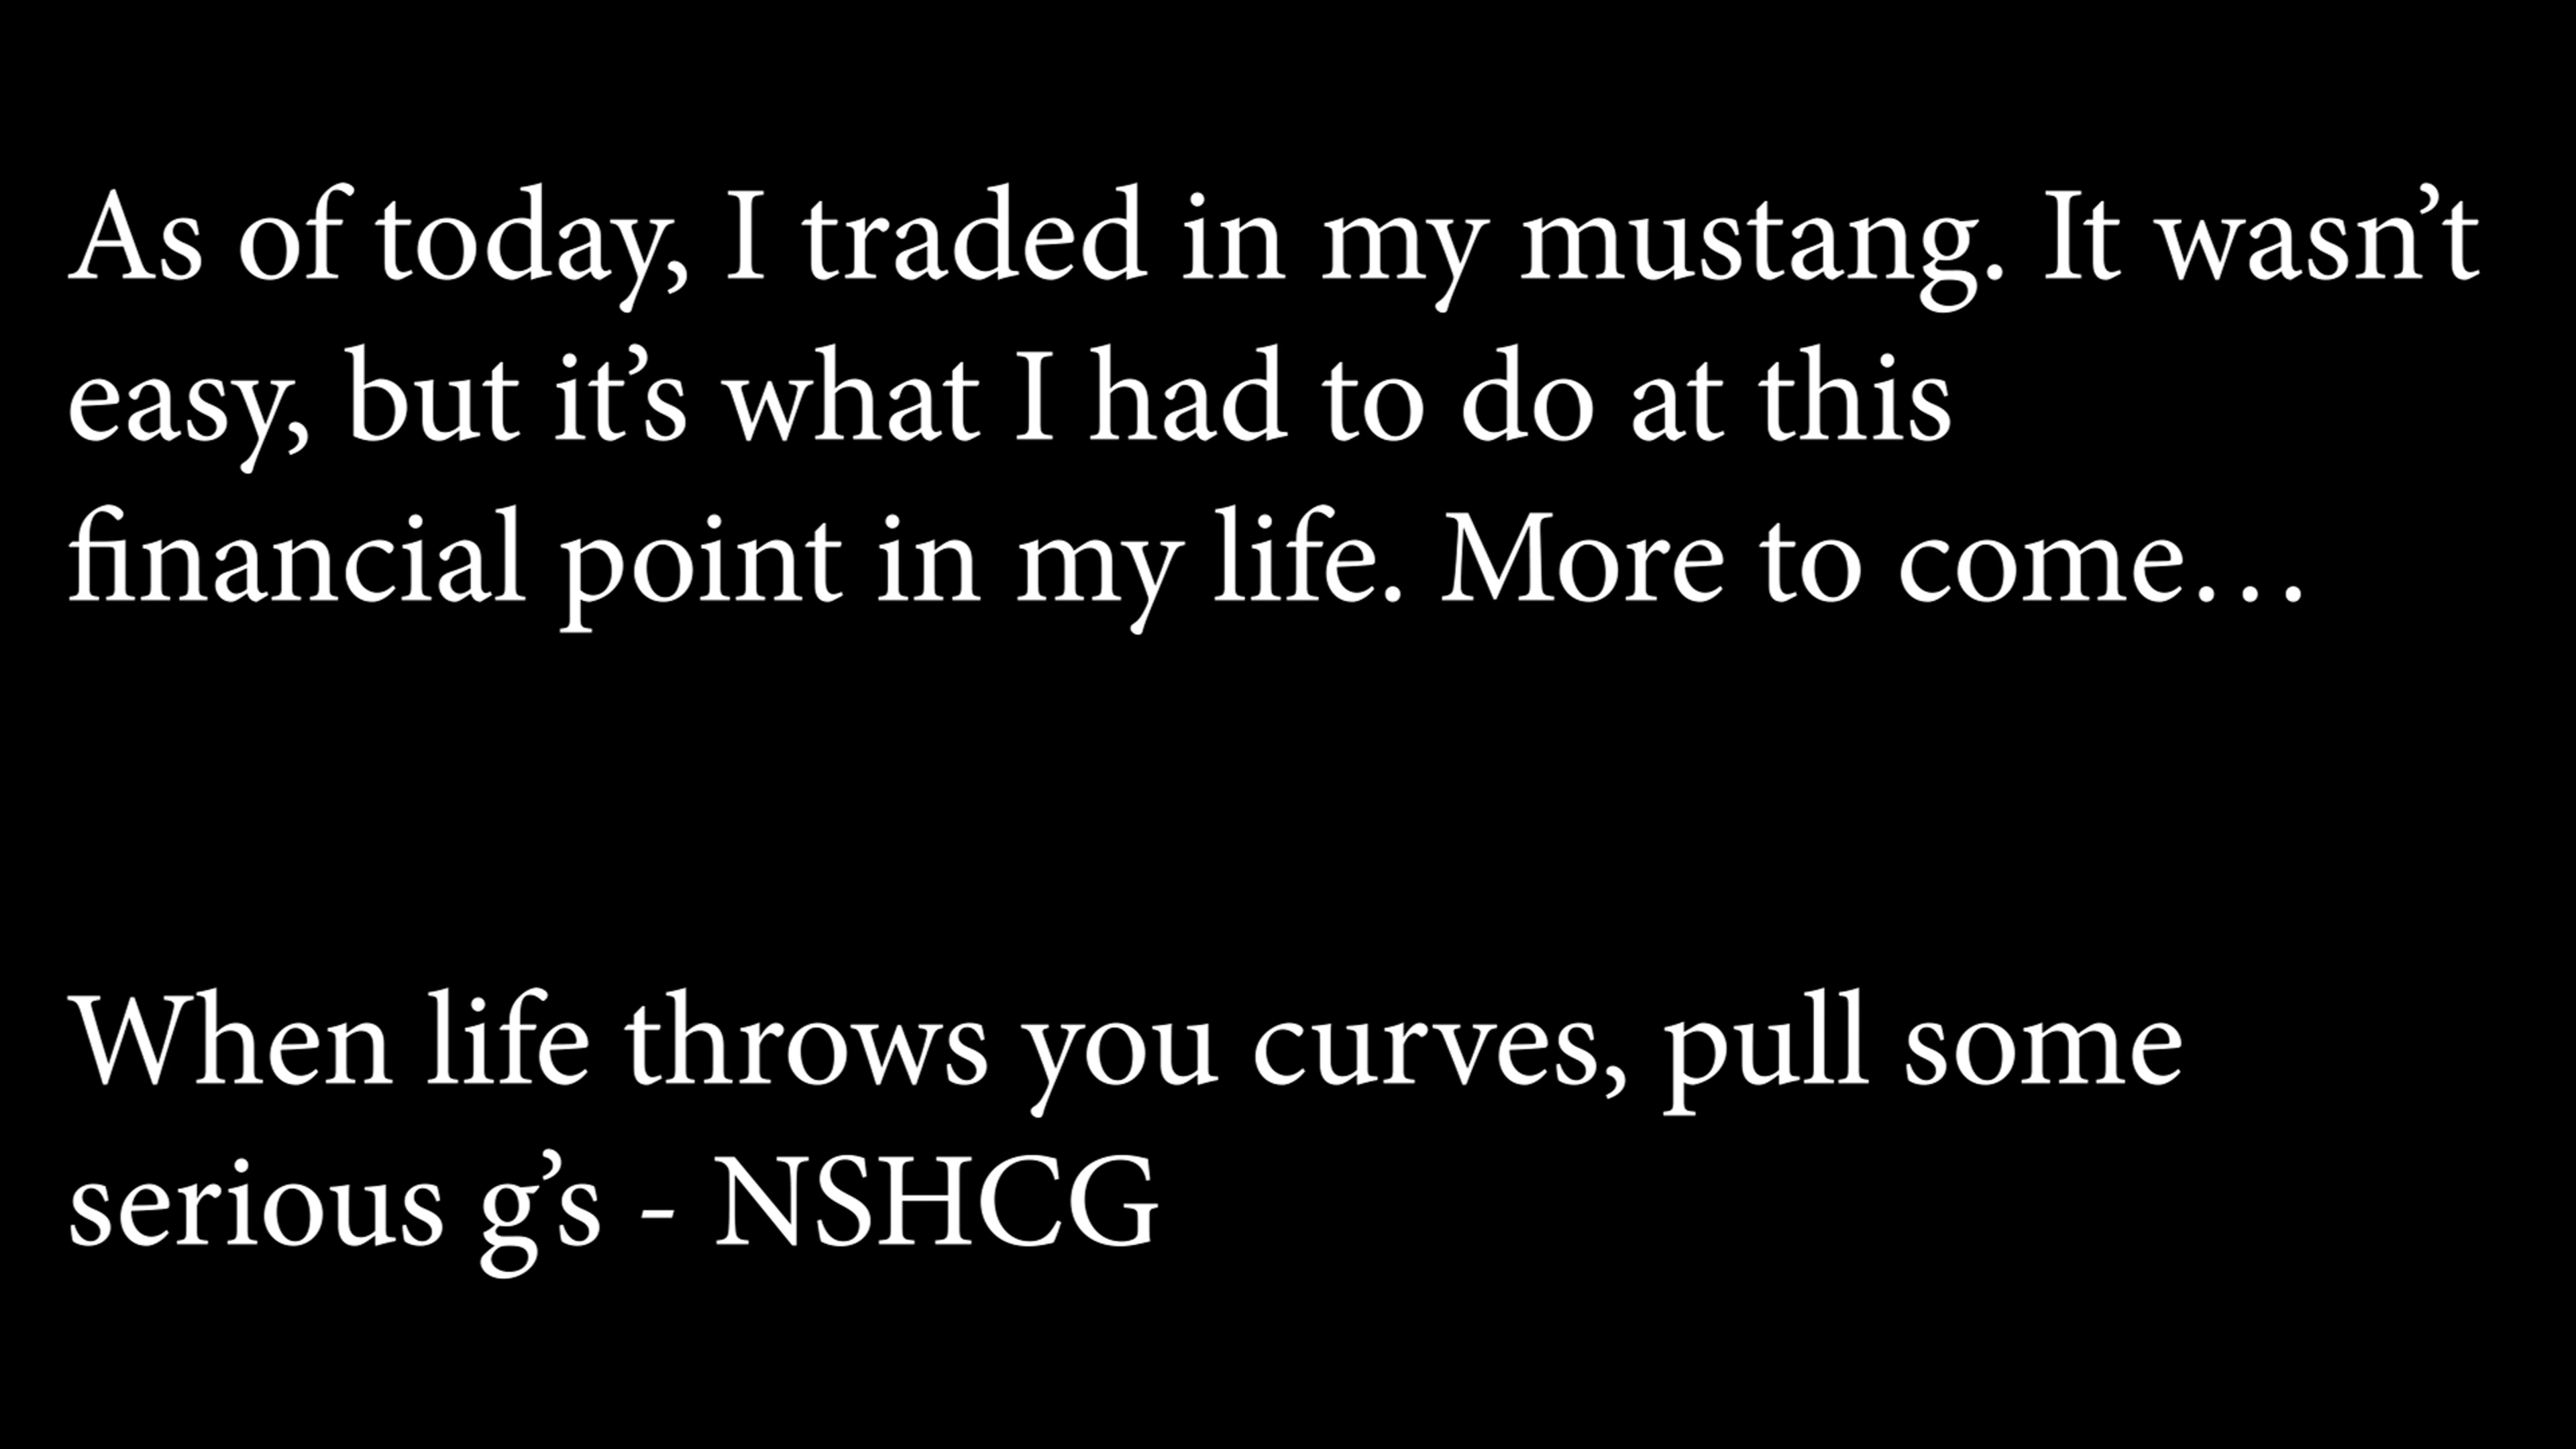 As of today, I traded in my mustang. It wasn’t
easy, but it’s what I had to do at this
financial point in my life. More to come…
When life throws you curves, pull some
serious g’s - NSHCG